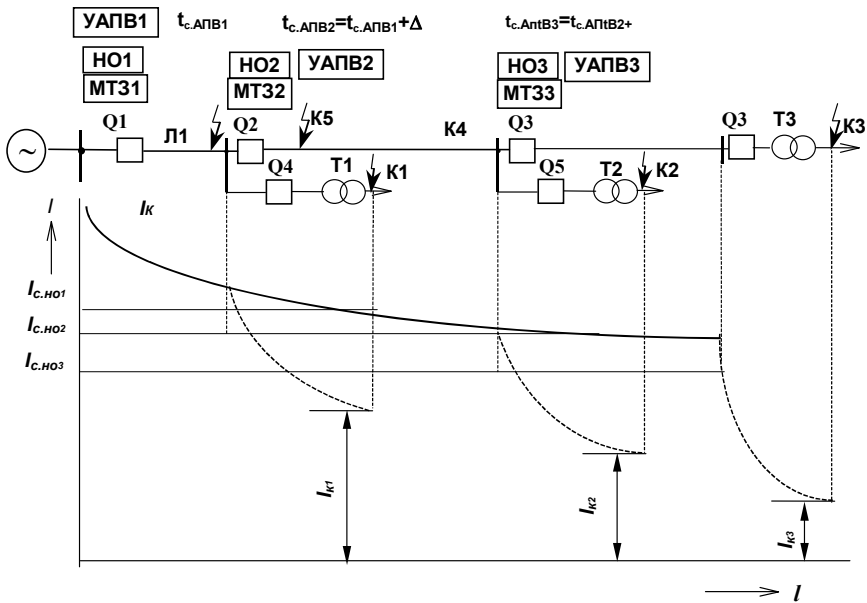 УАПВ1 tс.АПВ1 tс.АПВ2=tс.АПВ1+Δ tс.АПtВ3=tс.АПtВ2+
НО1 НО2 УАПВ2 НО3 УАПВ3
МТЗ1 МТЗ2 МТЗ3
Q1 Л1 Q2 К5 К4 Q3 Q3 Т3 К3
~
Q4 Т1 К1 Q5 Т2 К2
I Iк
Iс.но1
Iс.но2
Iс.но3
Iк1
Iк2
Iк3
l